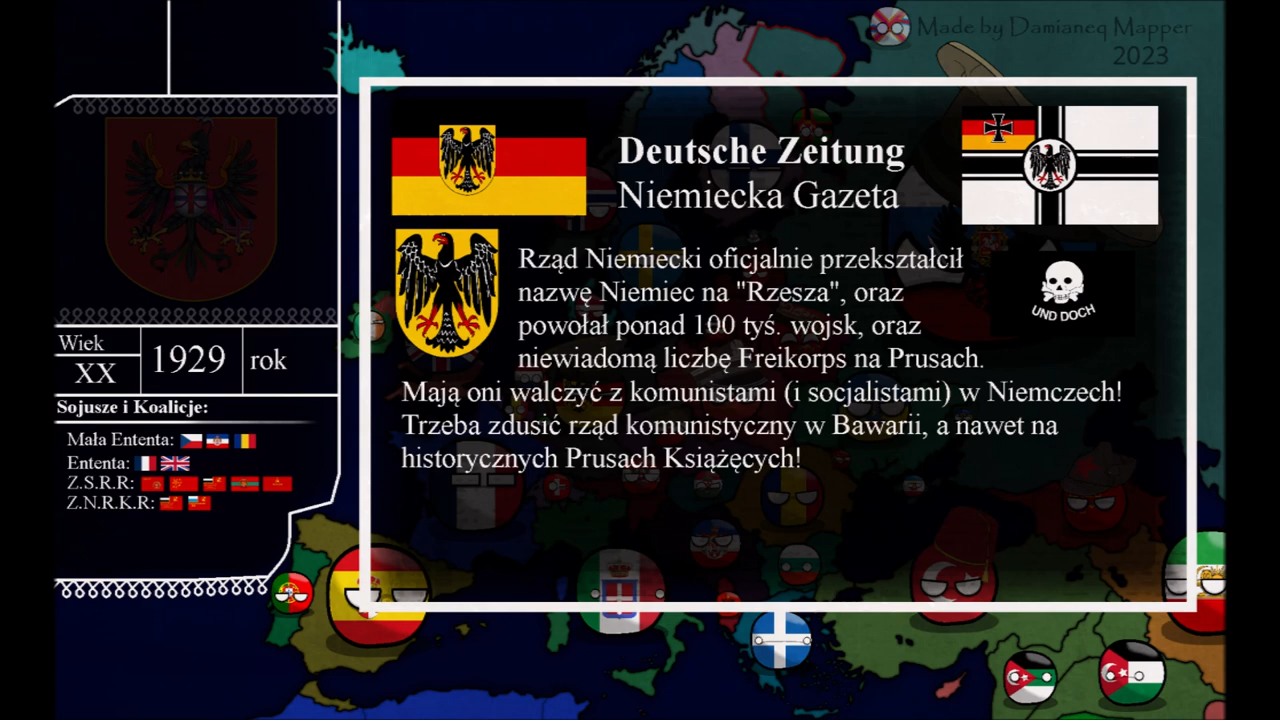 Made by Damianeq Mapper
2023
Deutsche Zeitung
Niemiecka Gazeta
Rząd Niemiecki oficjalnie przekształcił
nazwę Niemiec na "Rzesza", oraz
powołał ponad 100 tyś. wojsk, oraz
niewiadomą liczbę Freikorps na Prusach.
Mają oni walczyć z komunistami (i socjalistami) w Niemczech!
Trzeba zdusić rząd komunistyczny w Bawarii, a nawet na
historycznych Prusach Książęcych!
UND DOCH
Wiek
XX
1929 rok
Sojusze i Koalicje:
Mała Ententa:
Ententa:
Z.S.R.R:
Z.N.R.K.R: